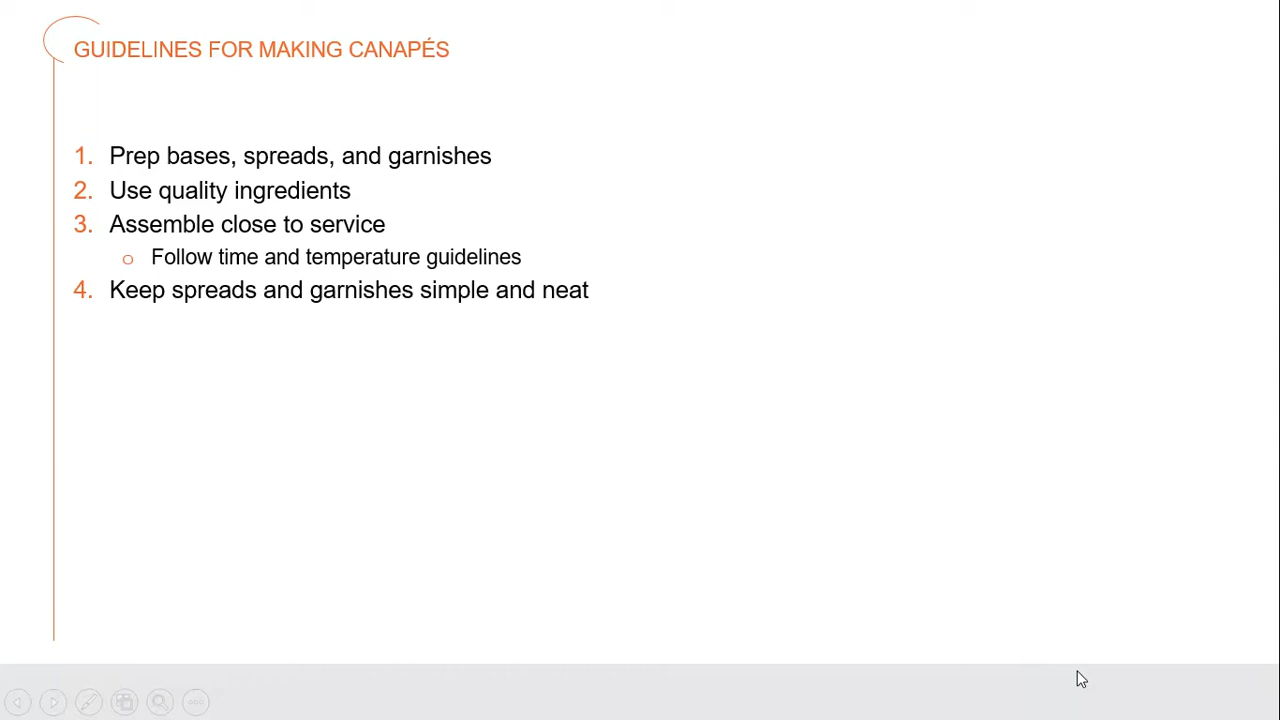 GUIDELINES FOR MAKING CANAPÉS
1. Prep bases, spreads, and garnishes
2. Use quality ingredients
3. Assemble close to service
o Follow time and temperature guidelines
4. Keep spreads and garnishes simple and neat